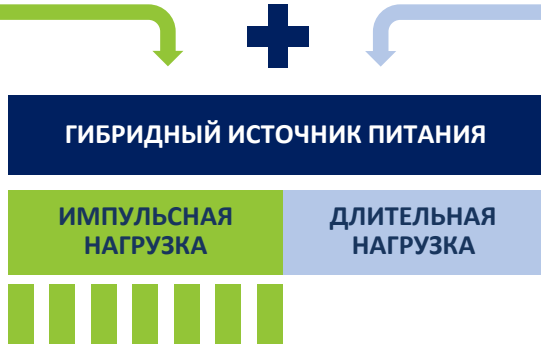 ГИБРИДНЫЙ ИСТОЧНИК ПИТАНИЯ
ИМПУЛЬСНАЯ
НАГРУЗКА
ДЛИТЕЛЬНАЯ
НАГРУЗКА